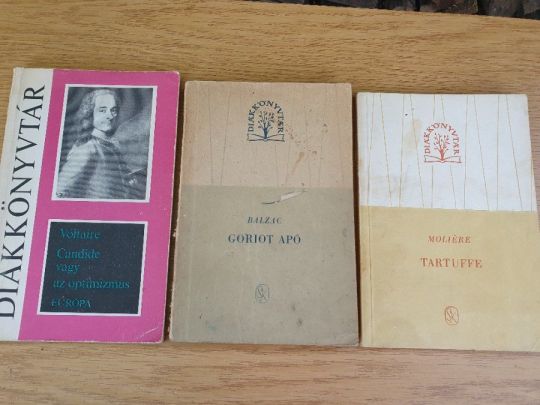 DIÁKKÖNYVTÁR
Voltaire
Candide
vagy
az optimizmus
EURÓPA
DIÁKKÖNYVTÁR
BALZAC
GORIOT APÓ
DIÁKKÖNYVTÁR
MOLIÈRE
TARTUFFE